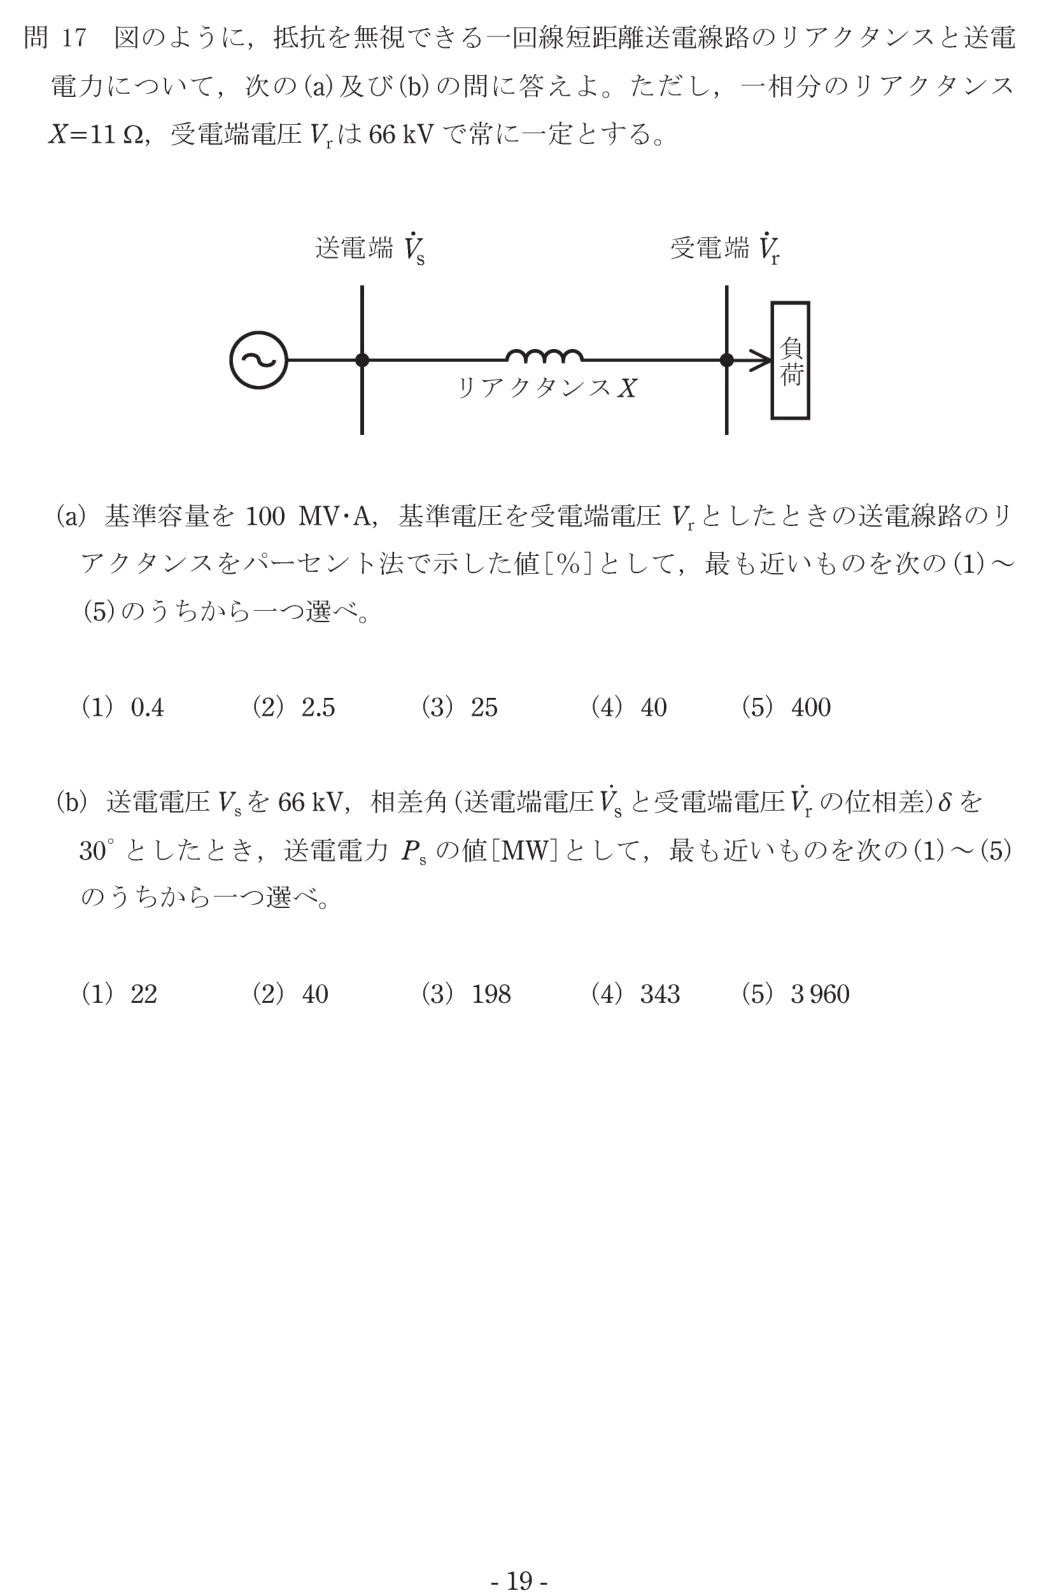 問 17 図のように，抵抗を無視できる一回線短距離送電線路のリアクタンスと送電
電力について，次の(a)及び(b)の問に答えよ。ただし，一相分のリアクタンス
X=11 Ω，受電端電圧 Vrは 66 kV で常に一定とする。
送電端 V̇s 受電端 V̇r
負荷
リアクタンス X
(a) 基準容量を 100 MV·A，基準電圧を受電端電圧 Vrとしたときの送電線路のリ
アクタンスをパーセント法で示した値[%]として，最も近いものを次の(1)～
(5)のうちから一つ選べ。
(1) 0.4 (2) 2.5 (3) 25 (4) 40 (5) 400
(b) 送電電圧 Vsを 66 kV，相差角(送電端電圧V̇sと受電端電圧V̇rの位相差)δ を
30° としたとき，送電電力 Ps の値[MW]として，最も近いものを次の(1)～(5)
のうちから一つ選べ。
(1) 22 (2) 40 (3) 198 (4) 343 (5) 3 960
- 19 -